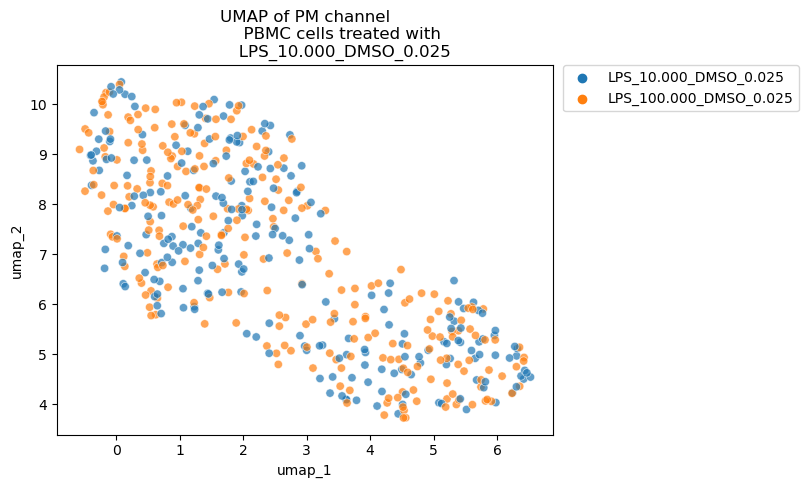 UMAP of PM channel
PBMC cells treated with
LPS_10.000_DMSO_0.025
LPS_10.000_DMSO_0.025
LPS_100.000_DMSO_0.025
10
9
8
7
6
5
4
umap_2
0 1 2 3 4 5 6
umap_1